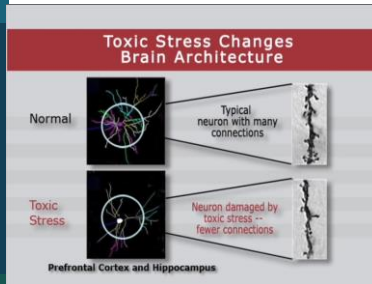 Toxic Stress Changes
Brain Architecture
Normal
Typical
neuron with many
connections
Toxic
Stress
Neuron damaged by
toxic stress --
fewer connections
Prefrontal Cortex and Hippocampus